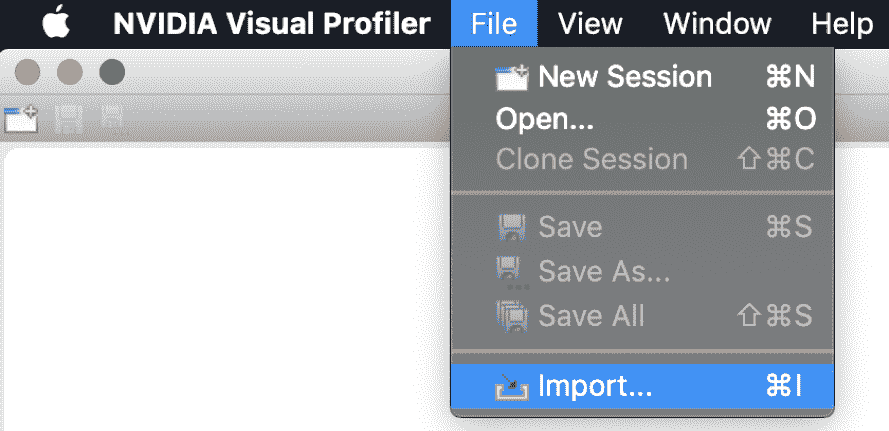 NVIDIA Visual Profiler File View Window Help
New Session ⌘N
Open... ⌘O
Clone Session ⇧⌘C
Save ⌘S
Save As...
Save All ⇧⌘S
Import... ⌘I